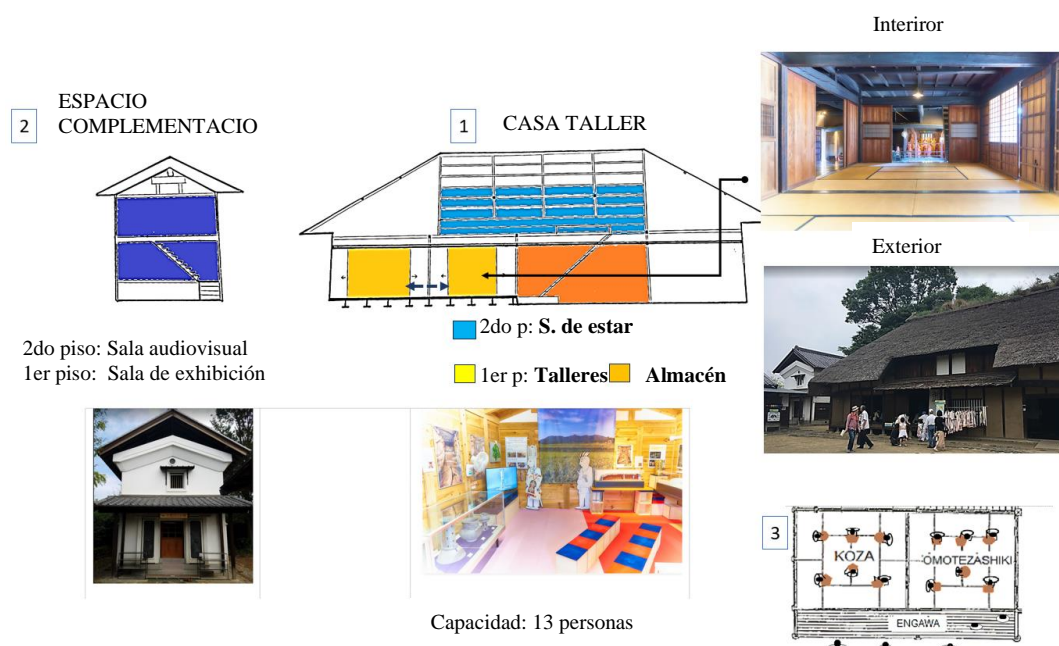 Interiror
2
ESPACIO
COMPLEMENTACIO
1
CASA TALLER
Exterior
2do p: S. de estar
1er p: Talleres
Almacén
2do piso: Sala audiovisual
1er piso: Sala de exhibición
Capacidad: 13 personas
3
KOZA
OMOTEZASHIKI
ENGAWA